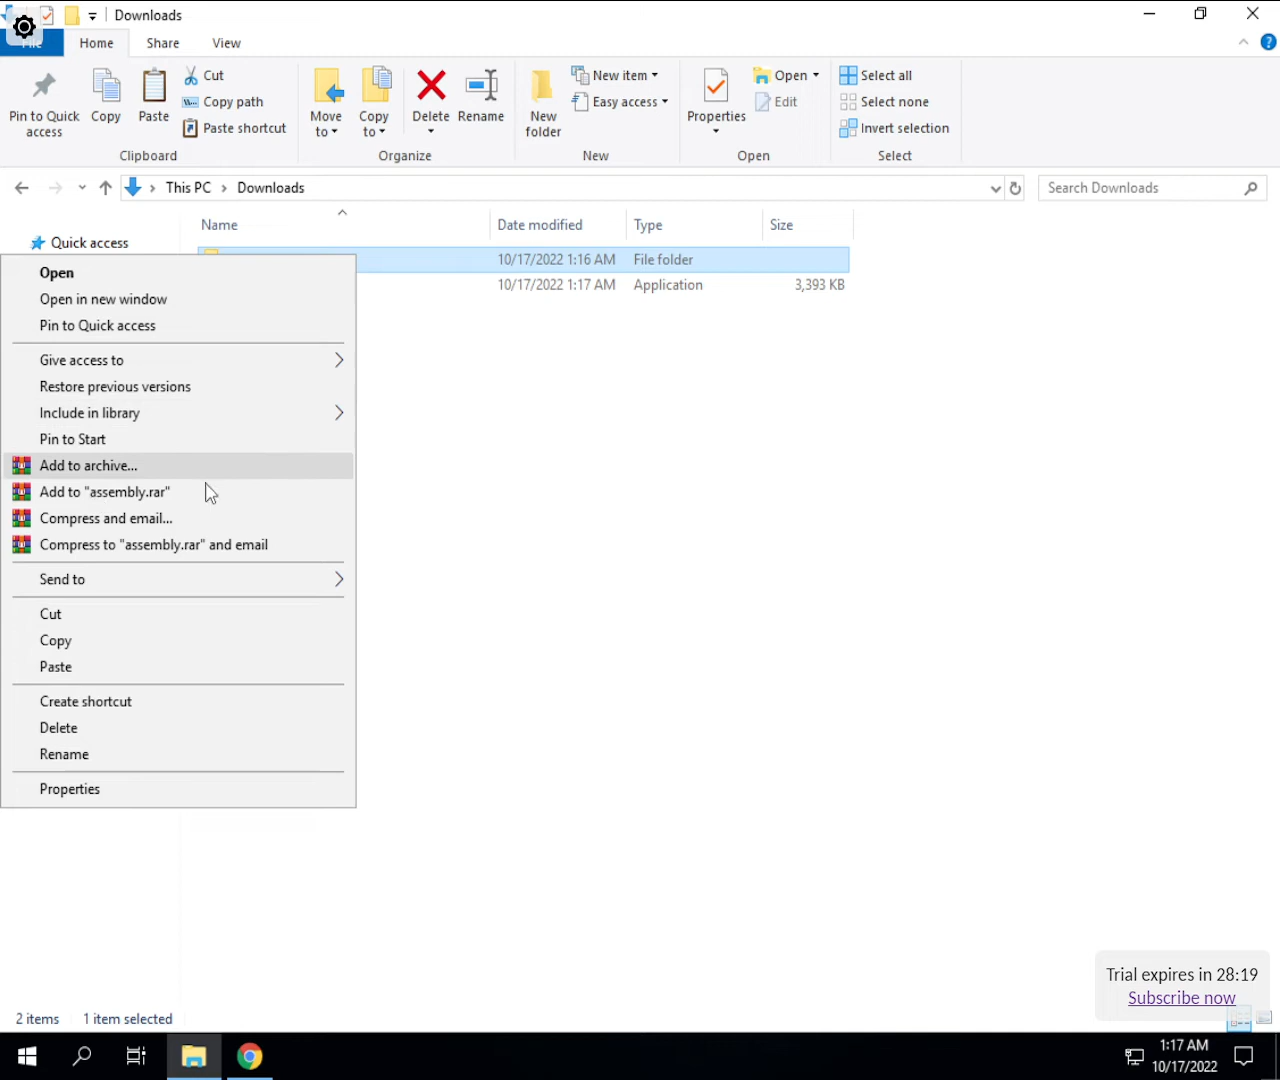 Downloads
File
Home
Share
View
Pin to Quick access
Copy
Paste
Cut
Copy path
Paste shortcut
Clipboard
Move to
Copy to
Delete
Rename
Organize
New folder
New item
Easy access
New
Properties
Open
Edit
Open
Select all
Select none
Invert selection
Select
This PC
Downloads
Search Downloads
Name
Date modified
Type
Size
Quick access
10/17/2022 1:16 AM File folder
10/17/2022 1:17 AM Application 3,393 KB
Open
Open in new window
Pin to Quick access
Give access to
Restore previous versions
Include in library
Pin to Start
Add to archive...
Add to "assembly.rar"
Compress and email...
Compress to "assembly.rar" and email
Send to
Cut
Copy
Paste
Create shortcut
Delete
Rename
Properties
Trial expires in 28:19
Subscribe now
2 items 1 item selected
1:17 AM
10/17/2022